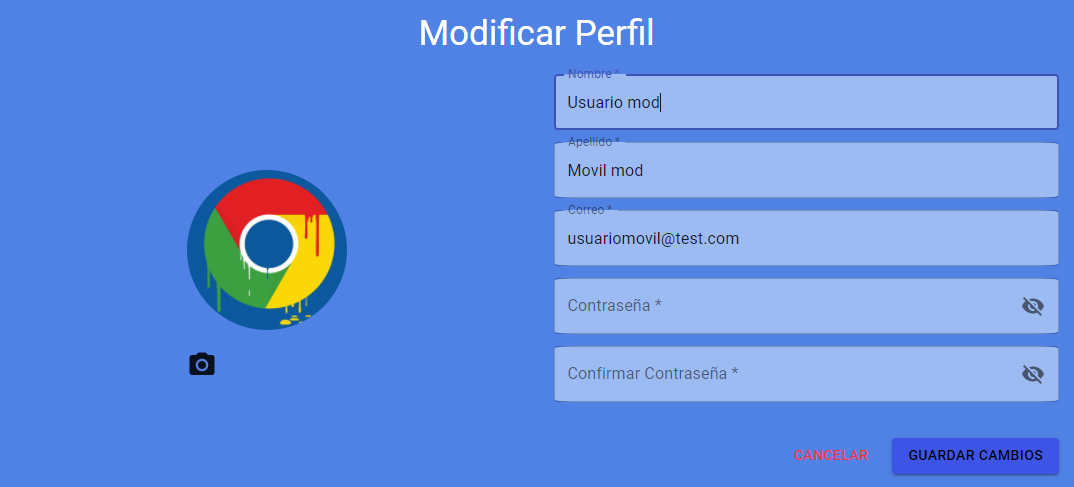 Modificar Perfil
Nombre *
Usuario mod
Apellido *
Movil mod
Correo *
usuariomovil@test.com
Contraseña *
Confirmar Contraseña *
CANCELAR
GUARDAR CAMBIOS